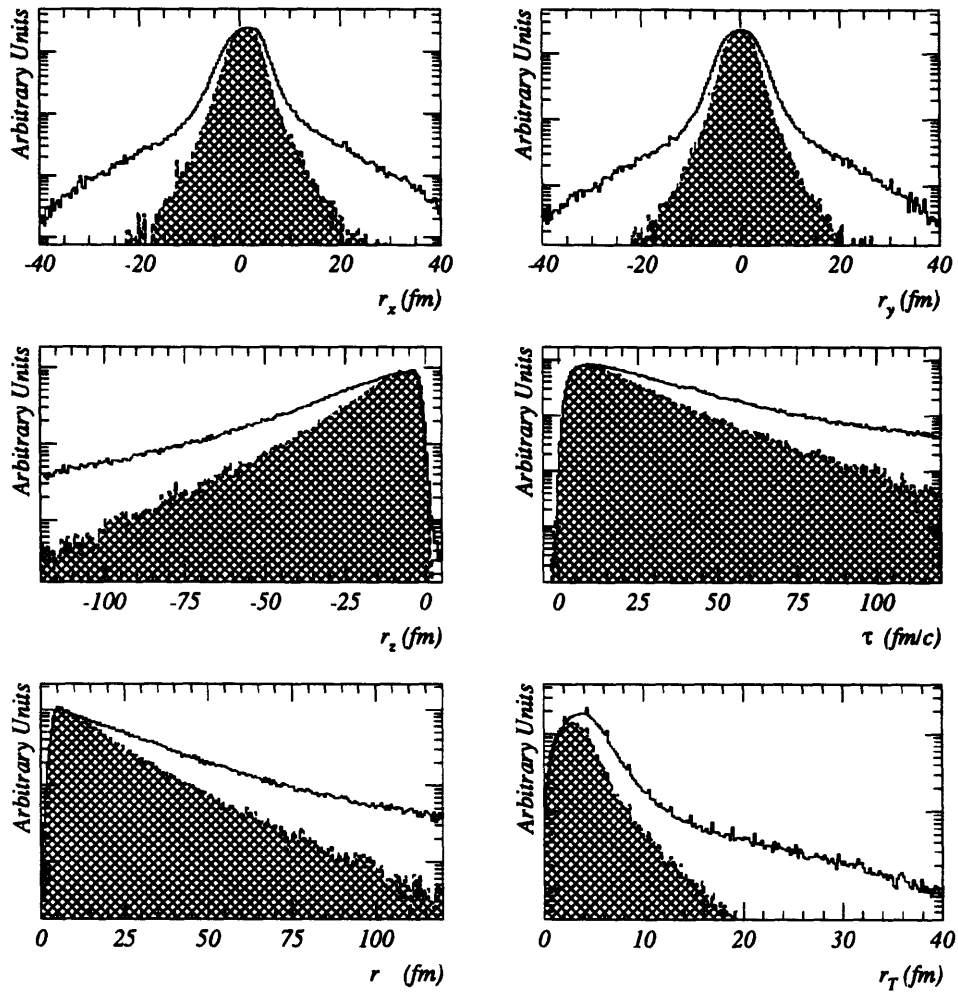 Arbitrary Units
-40 -20 0 20 40
r_x (fm)
Arbitrary Units
-40 -20 0 20 40
r_y (fm)
Arbitrary Units
-100 -75 -50 -25 0
r_z (fm)
Arbitrary Units
0 25 50 75 100
τ (fm/c)
Arbitrary Units
0 25 50 75 100
r (fm)
Arbitrary Units
0 10 20 30 40
r_T (fm)